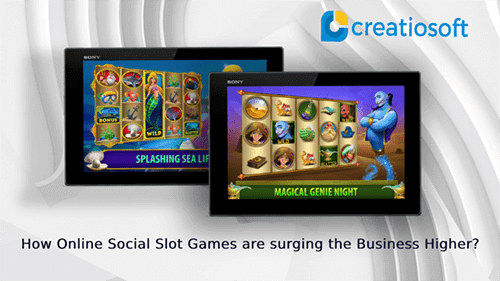 creatiosoft
SONY
SONY
BONUS
WILD
SPLASHING SEA LIF
MAGICAL GENIE NIGHT
How Online Social Slot Games are surging the Business Higher?